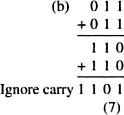 (b) 0 1 1
+ 0 1 1
1 1 0
+ 1 1 0
Ignore carry 1 1 0 1
(7)